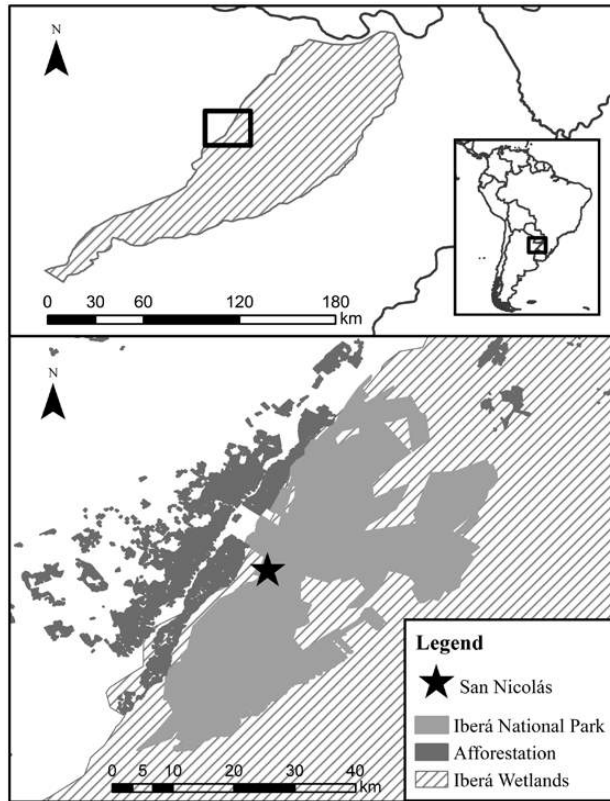 N
0 30 60 120 180
km
N
Legend
San Nicolás
Iberá National Park
Afforestation
Iberá Wetlands
0 5 10 20 30 40
km